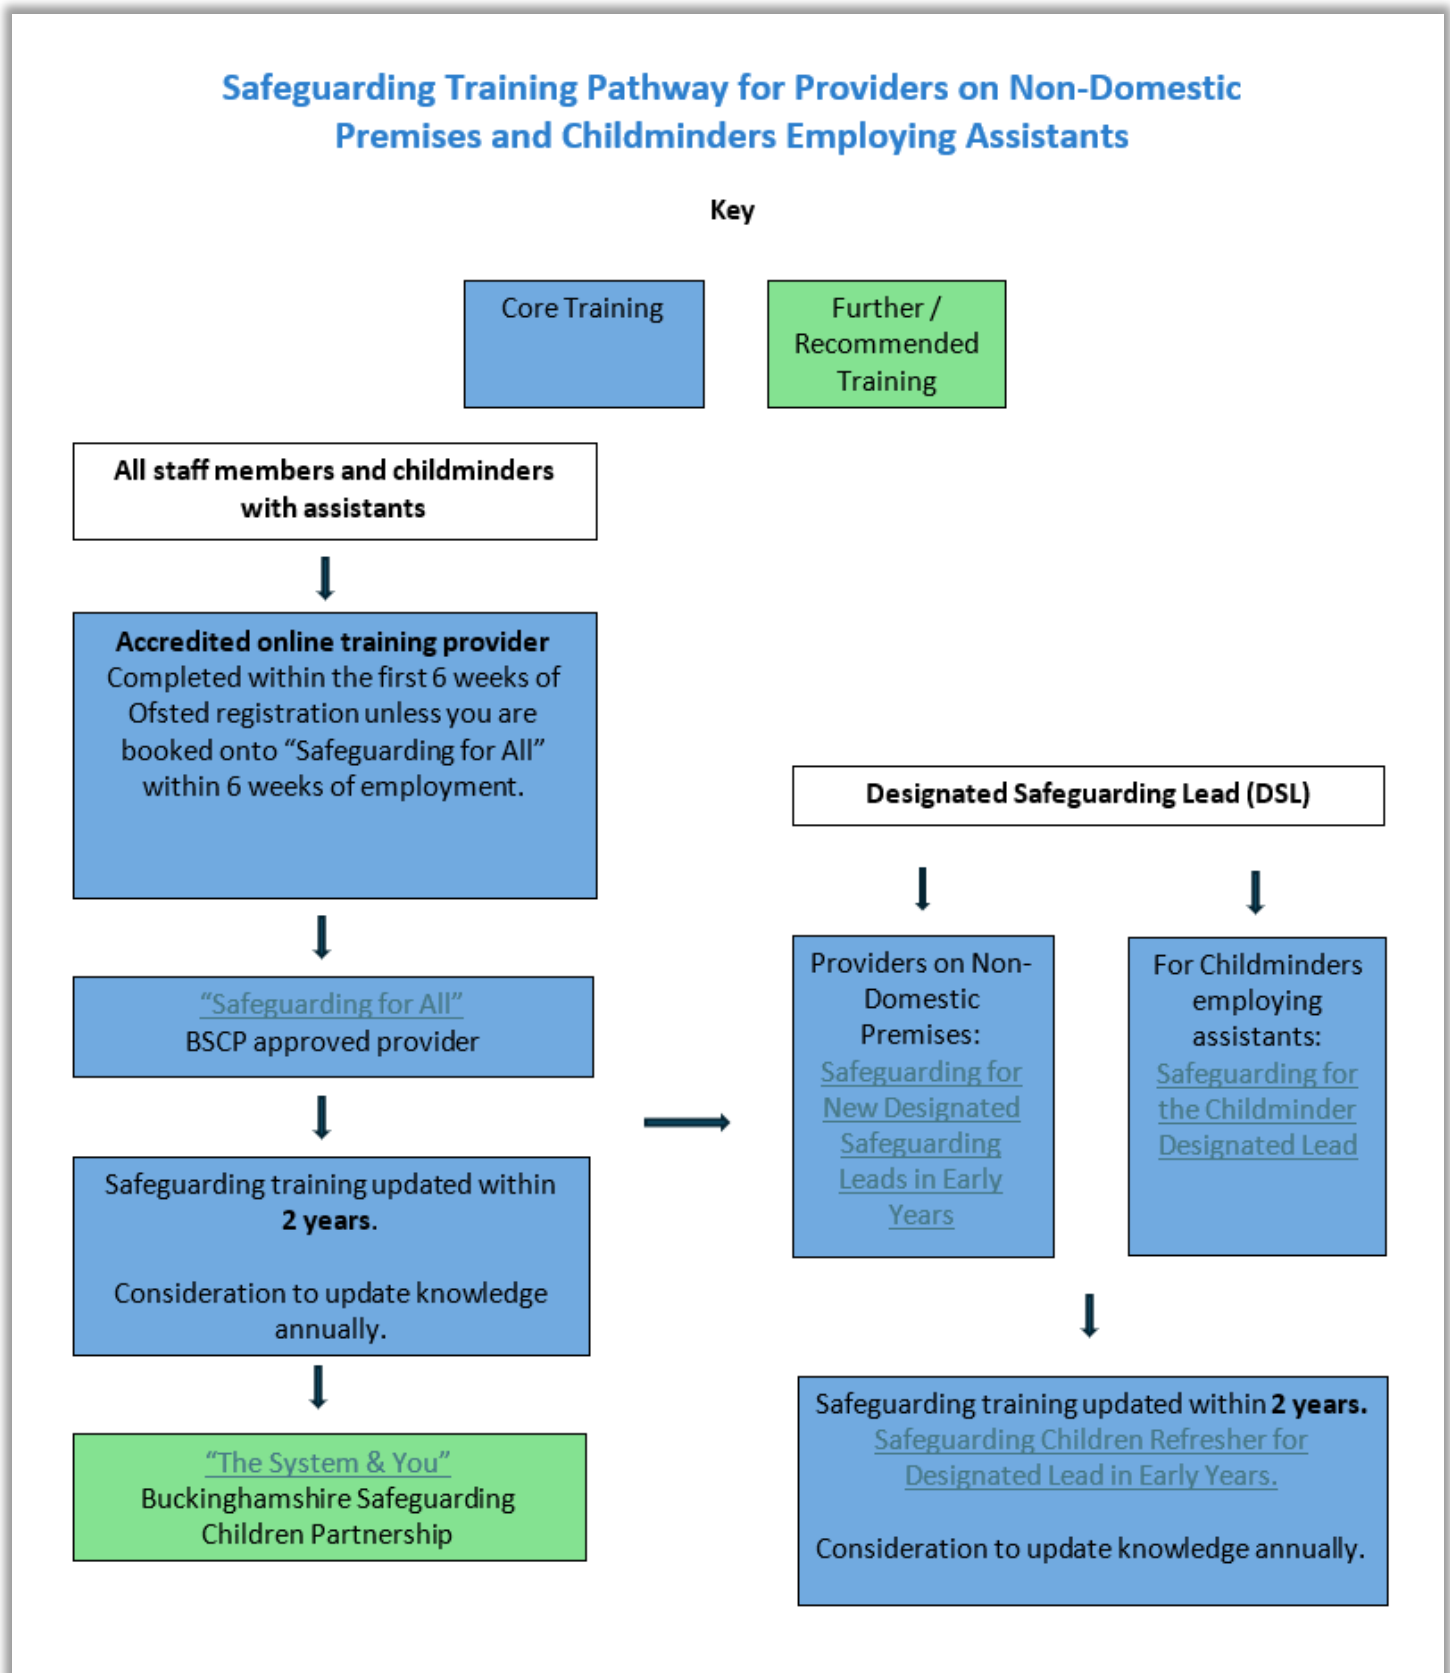 Safeguarding Training Pathway for Providers on Non-Domestic
Premises and Childminders Employing Assistants
Key
Core Training
Further /
Recommended
Training
All staff members and childminders
with assistants
Accredited online training provider
Completed within the first 6 weeks of
Ofsted registration unless you are
booked onto “Safeguarding for All”
within 6 weeks of employment.
“Safeguarding for All”
BSCP approved provider
Safeguarding training updated within
2 years.
Consideration to update knowledge
annually.
“The System & You”
Buckinghamshire Safeguarding
Children Partnership
Designated Safeguarding Lead (DSL)
Providers on Non-
Domestic
Premises:
Safeguarding for
New Designated
Safeguarding
Leads in Early
Years
For Childminders
employing
assistants:
Safeguarding for
the Childminder
Designated Lead
Safeguarding training updated within 2 years.
Safeguarding Children Refresher for
Designated Lead in Early Years.
Consideration to update knowledge annually.